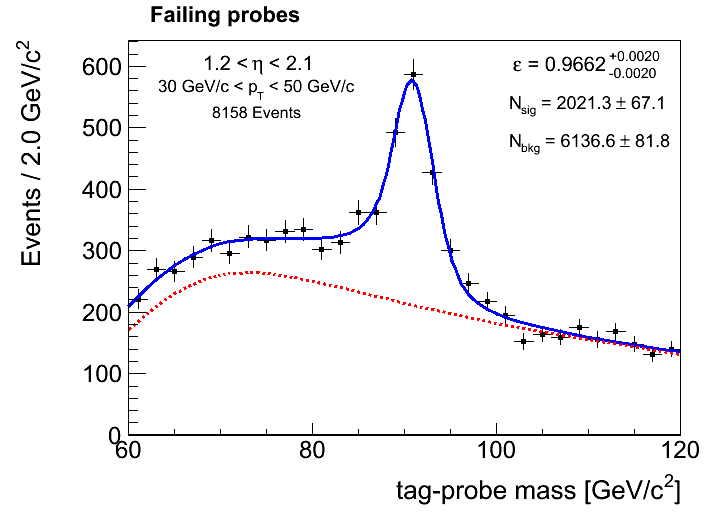 Failing probes
1.2 < η < 2.1
30 GeV/c < p_T < 50 GeV/c
8158 Events
ε = 0.9662 +0.0020 -0.0020
N_sig = 2021.3 ± 67.1
N_bkg = 6136.6 ± 81.8
Events / 2.0 GeV/c²
600
500
400
300
200
100
0
60 80 100 120
tag-probe mass [GeV/c²]